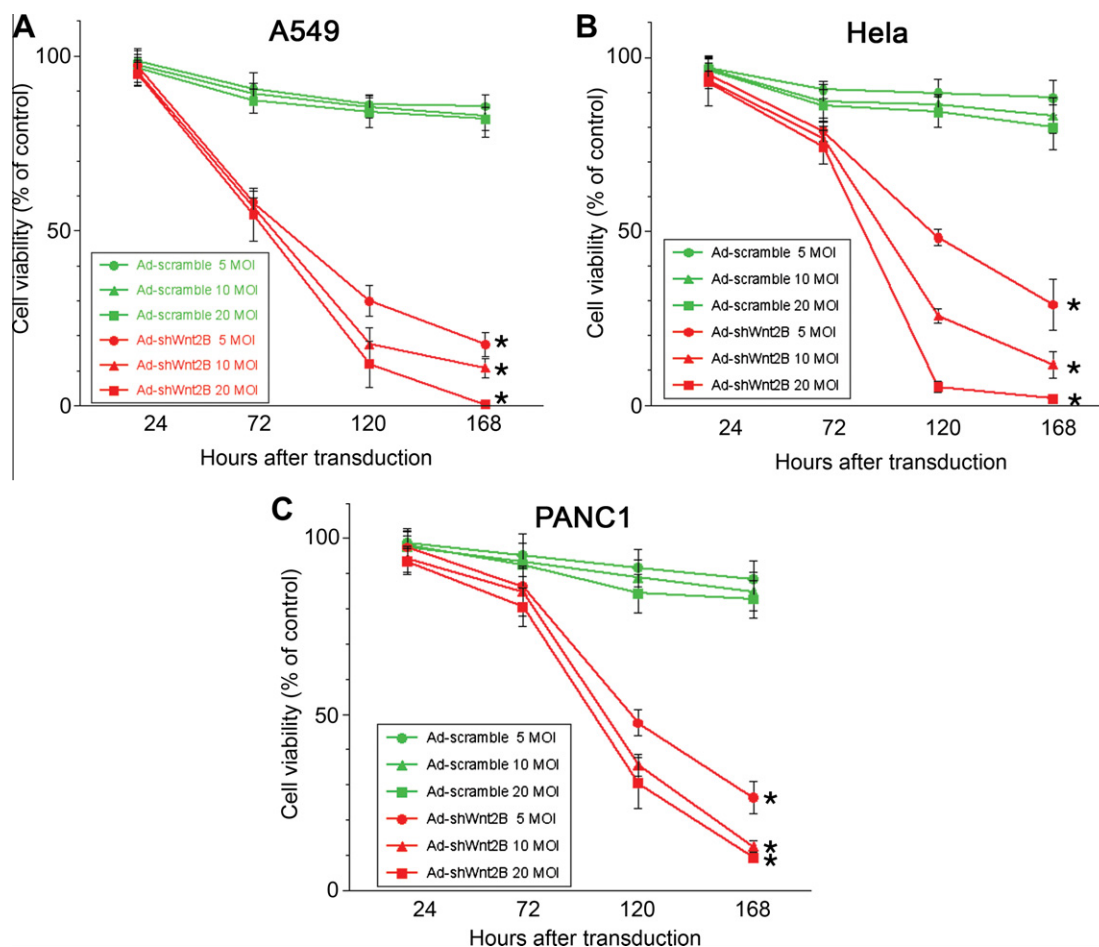 A
A549
Cell viability (% of control)
100
50
0
Ad-scramble 5 MOI
Ad-scramble 10 MOI
Ad-scramble 20 MOI
Ad-shWnt2B 5 MOI
Ad-shWnt2B 10 MOI
Ad-shWnt2B 20 MOI
*
*
*
24 72 120 168
Hours after transduction
B
Hela
Cell viability (% of control)
100
50
0
Ad-scramble 5 MOI
Ad-scramble 10 MOI
Ad-scramble 20 MOI
Ad-shWnt2B 5 MOI
Ad-shWnt2B 10 MOI
Ad-shWnt2B 20 MOI
*
*
*
24 72 120 168
Hours after transduction
C
PANC1
Cell viability (% of control)
100
50
0
Ad-scramble 5 MOI
Ad-scramble 10 MOI
Ad-scramble 20 MOI
Ad-shWnt2B 5 MOI
Ad-shWnt2B 10 MOI
Ad-shWnt2B 20 MOI
*
*
*
24 72 120 168
Hours after transduction